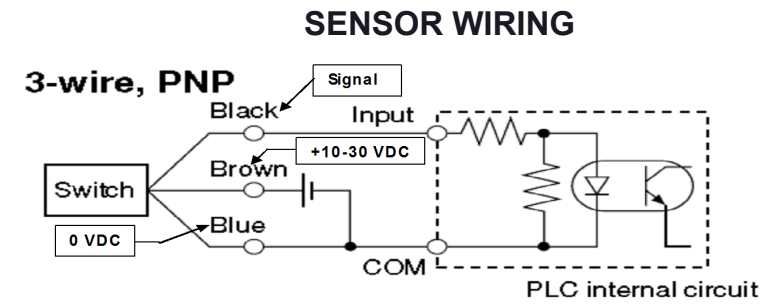 SENSOR WIRING
3-wire, PNP
Signal
Black
Input
+10-30 VDC
Brown
Switch
Blue
0 VDC
COM
PLC internal circuit